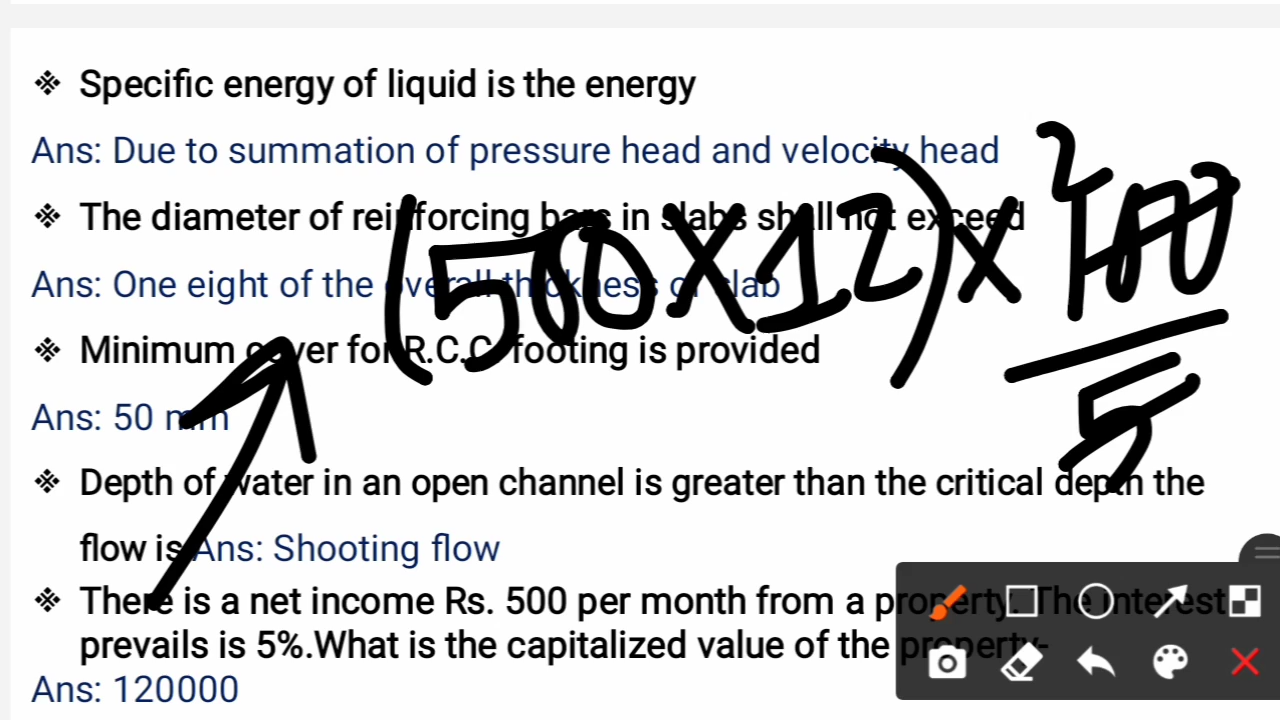 ❖ Specific energy of liquid is the energy
Ans: Due to summation of pressure head and velocity head
❖ The diameter of reinforcing bars in slabs shall not exceed
Ans: One eight of the overall thickness of slab
❖ Minimum cover for R.C.C. footing is provided
Ans: 50 mm
(500X12)X 100
20
5
❖ Depth of water in an open channel is greater than the critical depth the
flow is Ans: Shooting flow
❖ There is a net income Rs. 500 per month from a property. The interest
prevails is 5%.What is the capitalized value of the property-
Ans: 120000